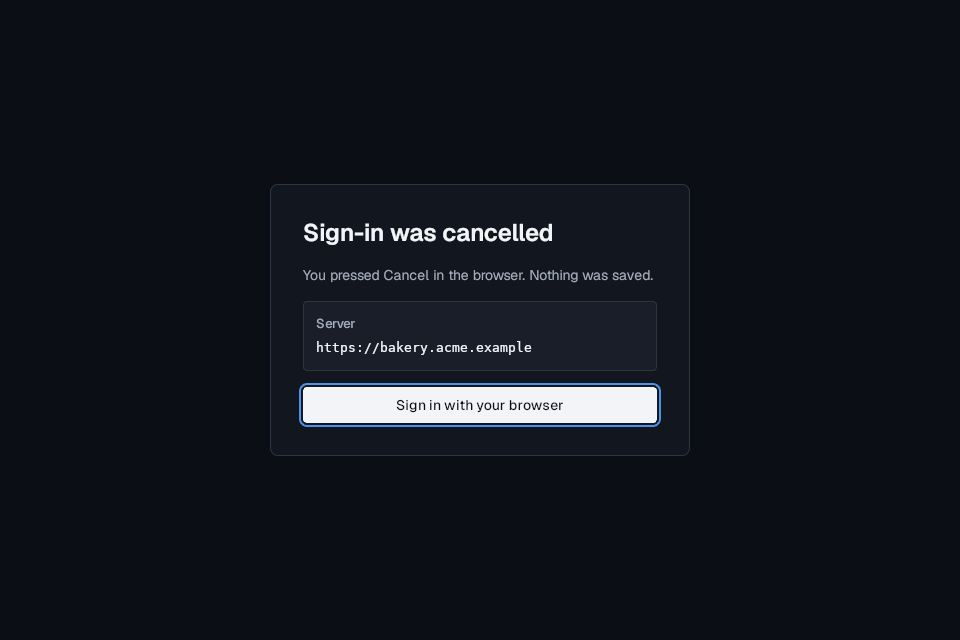 Sign-in was cancelled
You pressed Cancel in the browser. Nothing was saved.
Server
https://bakery.acme.example
Sign in with your browser